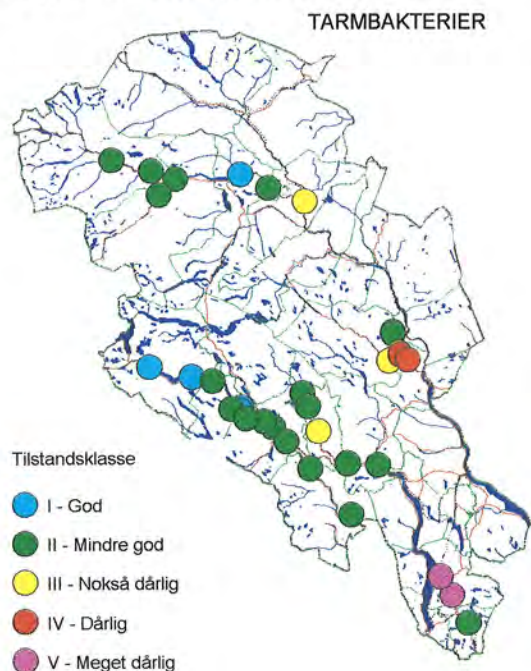 TARMBAKTERIER
Tilstandsklasse
I - God
II - Mindre god
III - Nokså dårlig
IV - Dårlig
V - Meget dårlig